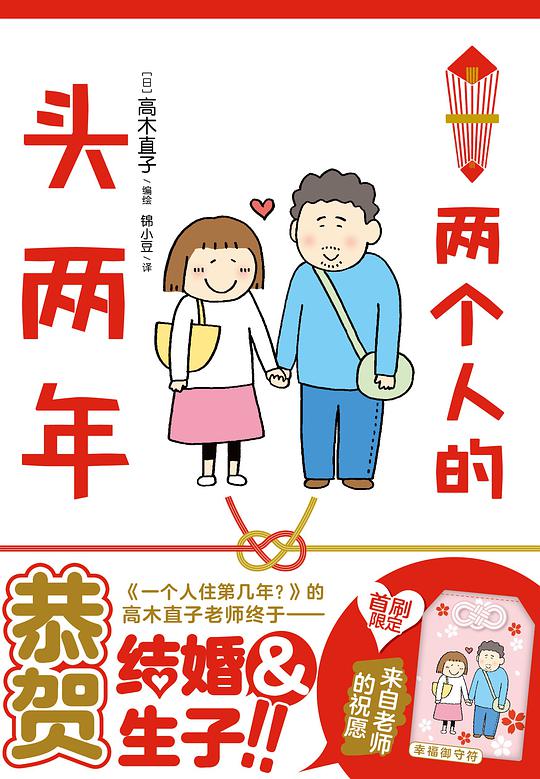 两个人的
头两年
[日]高木直子/编绘 锦小豆/译
恭贺
《一个人住第几年?》的
高木直子老师终于——
结婚&
生子!!
首刷
限定
来自老师
的祝愿
幸福御守符